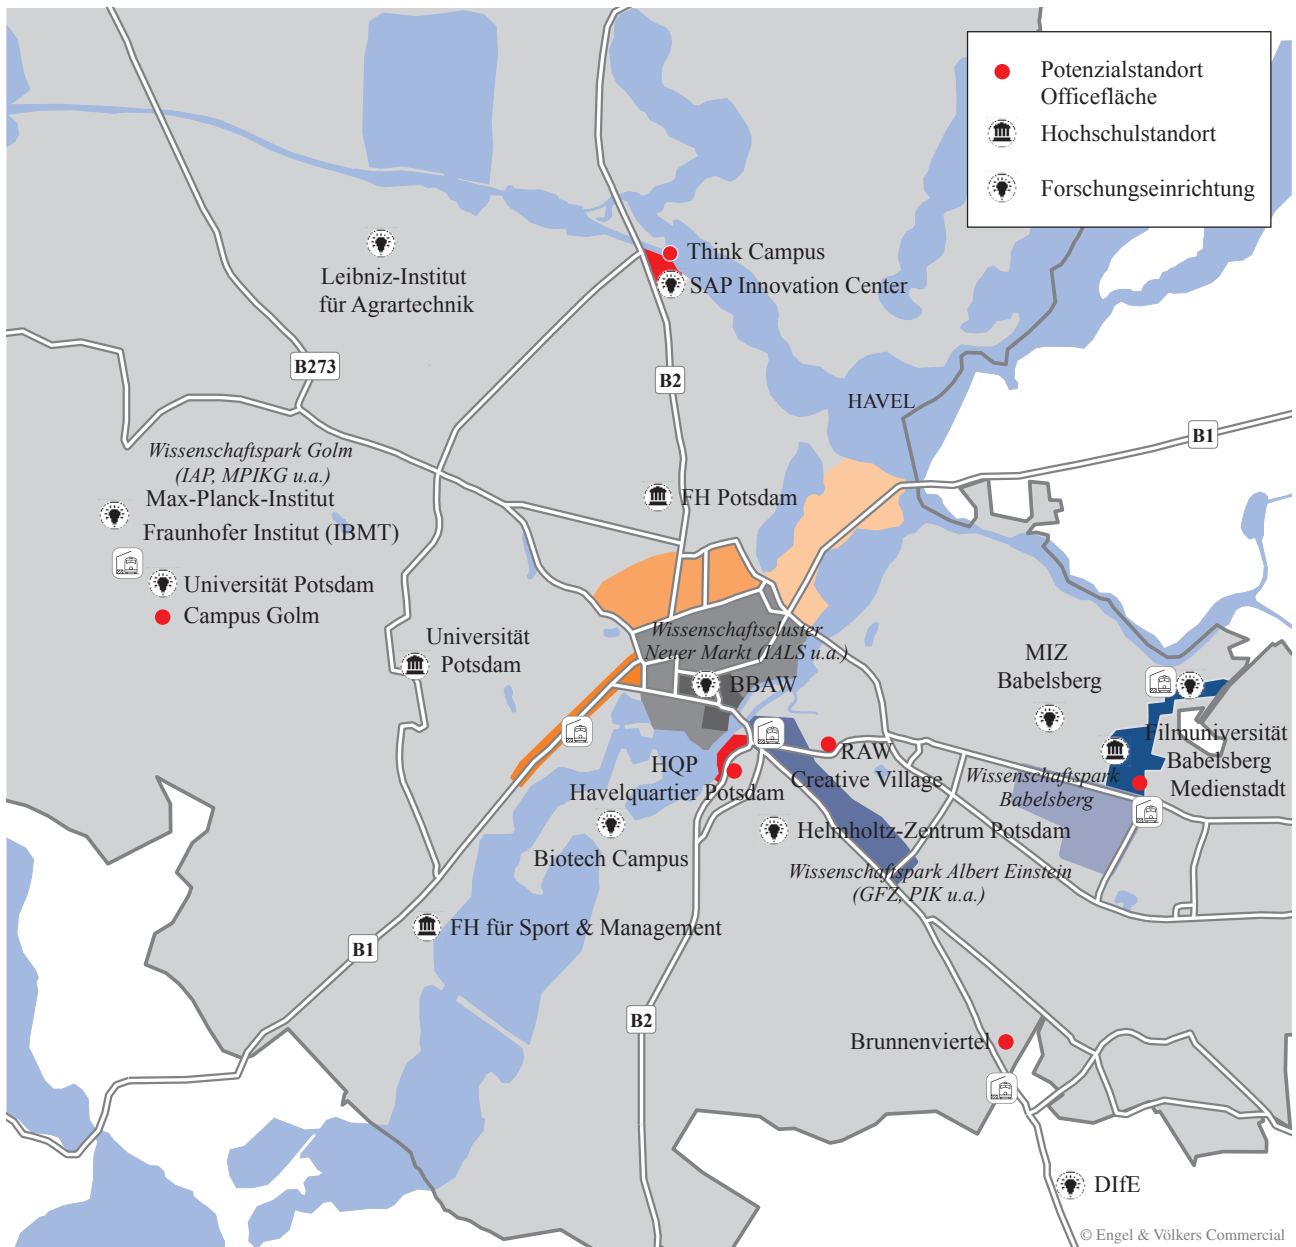 Potenzialstandort
Officefläche
Hochschulstandort
Forschungseinrichtung
Think Campus
SAP Innovation Center
Leibniz-Institut
für Agrartechnik
B273
B2
HAVEL
B1
Wissenschaftspark Golm
(IAP, MPIKG u.a.)
Max-Planck-Institut
Fraunhofer Institut (IBMT)
FH Potsdam
Universität Potsdam
Campus Golm
Universität
Potsdam
Wissenschaftscluster
Neuer Markt (IALS u.a.)
BBAW
MIZ
Babelsberg
Filmuniversität
Babelsberg
Medienstadt
RAW
Creative Village
HQP
Havelquartier Potsdam
Wissenschaftspark
Babelsberg
Helmholtz-Zentrum Potsdam
Biotech Campus
Wissenschaftspark Albert Einstein
(GFZ, PIK u.a.)
FH für Sport & Management
B1
B2
Brunnenviertel
DIfE
© Engel & Völkers Commercial